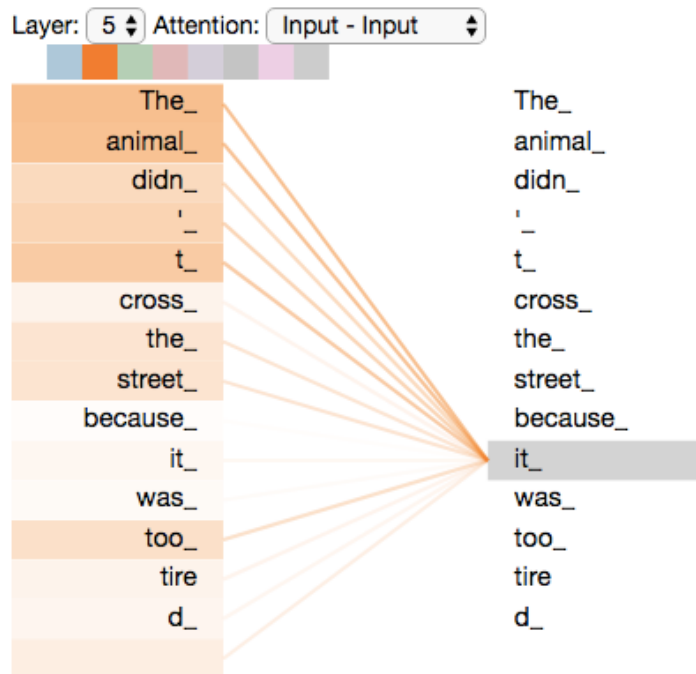 Layer: 5 Attention: Input - Input
The_ The_
animal_ animal_
didn_ didn_
'_ '_
t_ t_
cross_ cross_
the_ the_
street_ street_
because_ because_
it_ it_
was_ was_
too_ too_
tire tire
d_ d_